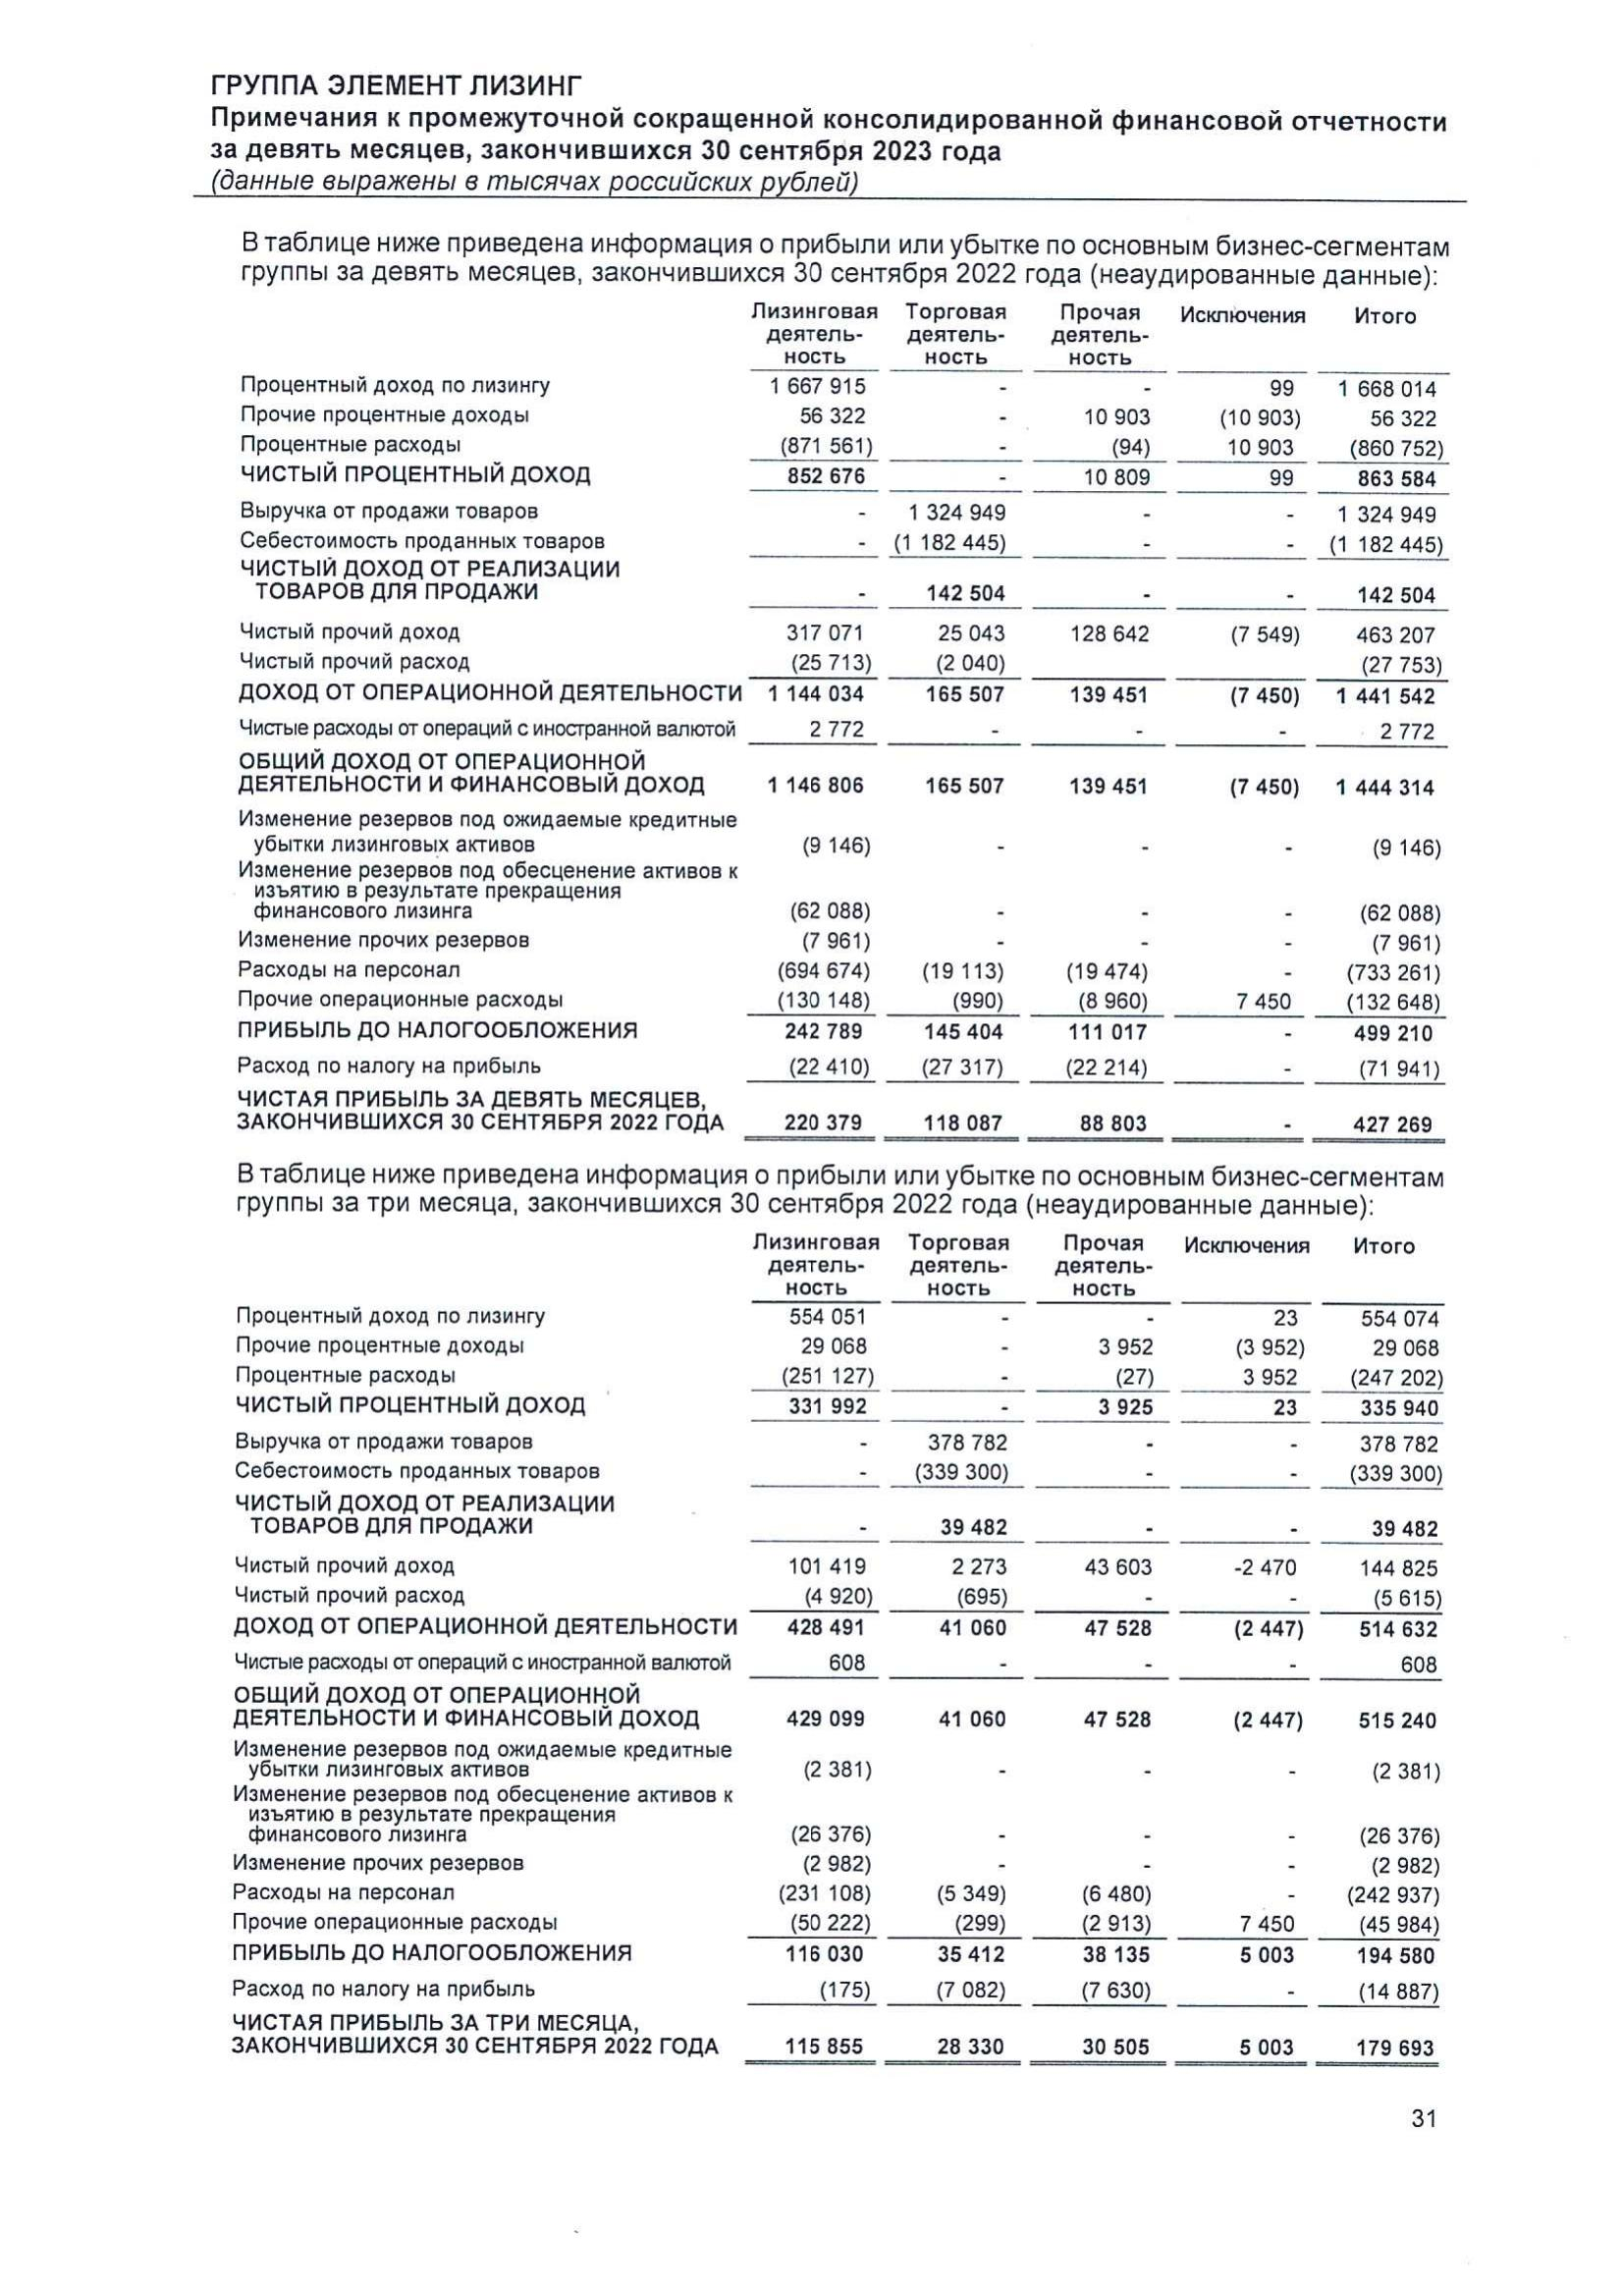 ГРУППА ЭЛЕМЕНТ ЛИЗИНГ
Примечания к промежуточной сокращенной консолидированной финансовой отчетности
за девять месяцев, закончившихся 30 сентября 2023 года
(данные выражены в тысячах российских рублей)
В таблице ниже приведена информация о прибыли или убытке по основным бизнес-сегментам
группы за девять месяцев, закончившихся 30 сентября 2022 года (неаудированные данные):
Лизинговая Торговая Прочая Исключения Итого
деятель- деятель- деятель-
ность ность ность
Процентный доход по лизингу 1 667 915 - - 99 1 668 014
Прочие процентные доходы 56 322 - 10 903 (10 903) 56 322
Процентные расходы (871 561) - (94) 10 903 (860 752)
ЧИСТЫЙ ПРОЦЕНТНЫЙ ДОХОД 852 676 - 10 809 99 863 584
Выручка от продажи товаров - 1 324 949 - - 1 324 949
Себестоимость проданных товаров - (1 182 445) - - (1 182 445)
ЧИСТЫЙ ДОХОД ОТ РЕАЛИЗАЦИИ
ТОВАРОВ ДЛЯ ПРОДАЖИ - 142 504 - - 142 504
Чистый прочий доход 317 071 25 043 128 642 (7 549) 463 207
Чистый прочий расход (25 713) (2 040) (27 753)
ДОХОД ОТ ОПЕРАЦИОННОЙ ДЕЯТЕЛЬНОСТИ 1 144 034 165 507 139 451 (7 450) 1 441 542
Чистые расходы от операций с иностранной валютой 2 772 - - - 2 772
ОБЩИЙ ДОХОД ОТ ОПЕРАЦИОННОЙ
ДЕЯТЕЛЬНОСТИ И ФИНАНСОВЫЙ ДОХОД 1 146 806 165 507 139 451 (7 450) 1 444 314
Изменение резервов под ожидаемые кредитные
убытки лизинговых активов (9 146) - - - (9 146)
Изменение резервов под обесценение активов к
изъятию в результате прекращения
финансового лизинга (62 088) - - - (62 088)
Изменение прочих резервов (7 961) - - - (7 961)
Расходы на персонал (694 674) (19 113) (19 474) - (733 261)
Прочие операционные расходы (130 148) (990) (8 960) 7 450 (132 648)
ПРИБЫЛЬ ДО НАЛОГООБЛОЖЕНИЯ 242 789 145 404 111 017 - 499 210
Расход по налогу на прибыль (22 410) (27 317) (22 214) - (71 941)
ЧИСТАЯ ПРИБЫЛЬ ЗА ДЕВЯТЬ МЕСЯЦЕВ,
ЗАКОНЧИВШИХСЯ 30 СЕНТЯБРЯ 2022 ГОДА 220 379 118 087 88 803 - 427 269
В таблице ниже приведена информация о прибыли или убытке по основным бизнес-сегментам
группы за три месяца, закончившихся 30 сентября 2022 года (неаудированные данные):
Лизинговая Торговая Прочая Исключения Итого
деятель- деятель- деятель-
ность ность ность
Процентный доход по лизингу 554 051 - - 23 554 074
Прочие процентные доходы 29 068 - 3 952 (3 952) 29 068
Процентные расходы (251 127) - (27) 3 952 (247 202)
ЧИСТЫЙ ПРОЦЕНТНЫЙ ДОХОД 331 992 - 3 925 23 335 940
Выручка от продажи товаров - 378 782 - - 378 782
Себестоимость проданных товаров - (339 300) - - (339 300)
ЧИСТЫЙ ДОХОД ОТ РЕАЛИЗАЦИИ
ТОВАРОВ ДЛЯ ПРОДАЖИ - 39 482 - - 39 482
Чистый прочий доход 101 419 2 273 43 603 -2 470 144 825
Чистый прочий расход (4 920) (695) - - (5 615)
ДОХОД ОТ ОПЕРАЦИОННОЙ ДЕЯТЕЛЬНОСТИ 428 491 41 060 47 528 (2 447) 514 632
Чистые расходы от операций с иностранной валютой 608 - - - 608
ОБЩИЙ ДОХОД ОТ ОПЕРАЦИОННОЙ
ДЕЯТЕЛЬНОСТИ И ФИНАНСОВЫЙ ДОХОД 429 099 41 060 47 528 (2 447) 515 240
Изменение резервов под ожидаемые кредитные
убытки лизинговых активов (2 381) - - - (2 381)
Изменение резервов под обесценение активов к
изъятию в результате прекращения
финансового лизинга (26 376) - - - (26 376)
Изменение прочих резервов (2 982) - - - (2 982)
Расходы на персонал (231 108) (5 349) (6 480) - (242 937)
Прочие операционные расходы (50 222) (299) (2 913) 7 450 (45 984)
ПРИБЫЛЬ ДО НАЛОГООБЛОЖЕНИЯ 116 030 35 412 38 135 5 003 194 580
Расход по налогу на прибыль (175) (7 082) (7 630) - (14 887)
ЧИСТАЯ ПРИБЫЛЬ ЗА ТРИ МЕСЯЦА,
ЗАКОНЧИВШИХСЯ 30 СЕНТЯБРЯ 2022 ГОДА 115 855 28 330 30 505 5 003 179 693
31